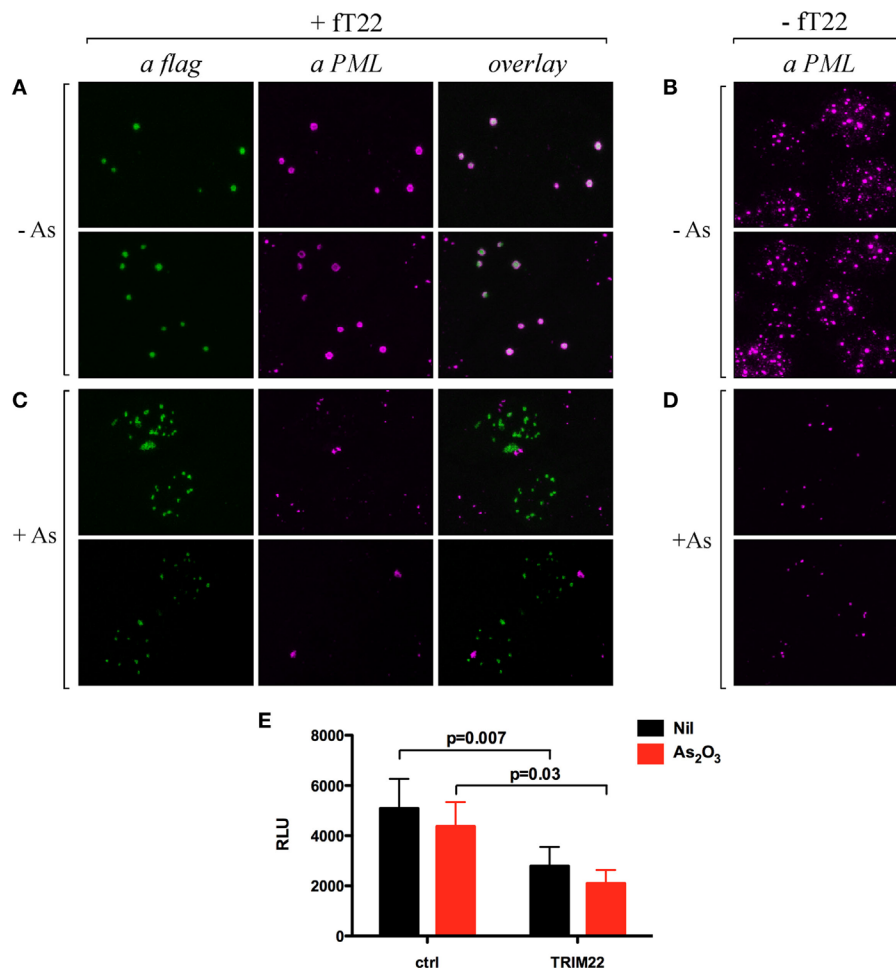 + fT22
- fT22
a flag
a PML
overlay
a PML
A
B
- As
- As
C
D
+ As
+As
E
Nil
As₂O₃
p=0.007
p=0.03
8000
6000
4000
2000
0
RLU
ctrl
TRIM22